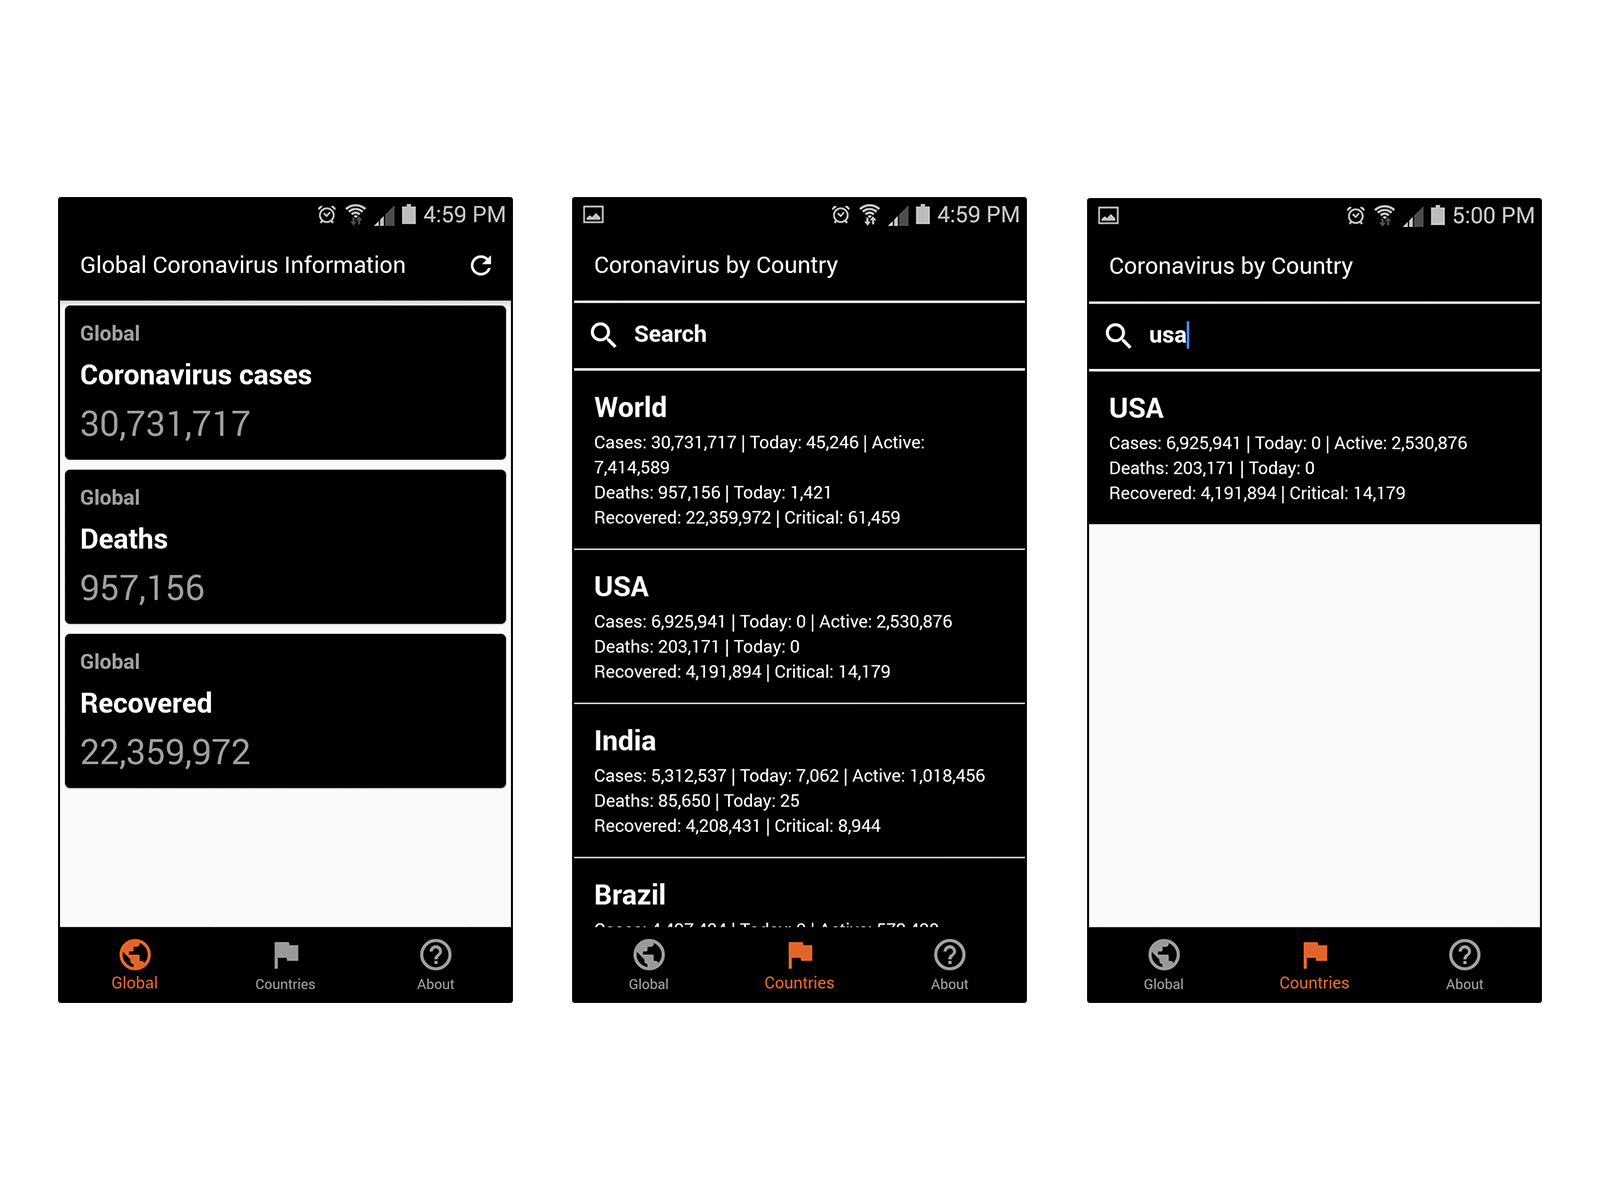 4:59 PM
Global Coronavirus Information
Global
Coronavirus cases
30,731,717
Global
Deaths
957,156
Global
Recovered
22,359,972
Global
Countries
About
4:59 PM
Coronavirus by Country
Search
World
Cases: 30,731,717 | Today: 45,246 | Active:
7,414,589
Deaths: 957,156 | Today: 1,421
Recovered: 22,359,972 | Critical: 61,459
USA
Cases: 6,925,941 | Today: 0 | Active: 2,530,876
Deaths: 203,171 | Today: 0
Recovered: 4,191,894 | Critical: 14,179
India
Cases: 5,312,537 | Today: 7,062 | Active: 1,018,456
Deaths: 85,650 | Today: 25
Recovered: 4,208,431 | Critical: 8,944
Brazil
Global
Countries
About
5:00 PM
Coronavirus by Country
usa
USA
Cases: 6,925,941 | Today: 0 | Active: 2,530,876
Deaths: 203,171 | Today: 0
Recovered: 4,191,894 | Critical: 14,179
Global
Countries
About